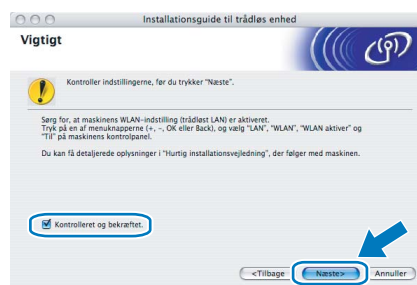 Installationsguide til trådløs enhed
Vigtigt
Kontroller indstillingerne, før du trykker "Næste".
Sørg for, at maskinens WLAN-indstilling (trådløst LAN) er aktiveret.
Tryk på en af menuknapperne (+, -, OK eller Back), og vælg "LAN", "WLAN", "WLAN aktiver" og
"Til" på maskinens kontrolpanel.
Du kan få detaljerede oplysninger i "Hurtig installationsvejledning", der følger med maskinen.
Kontrolleret og bekræftet.
<Tilbage Næste> Annuller